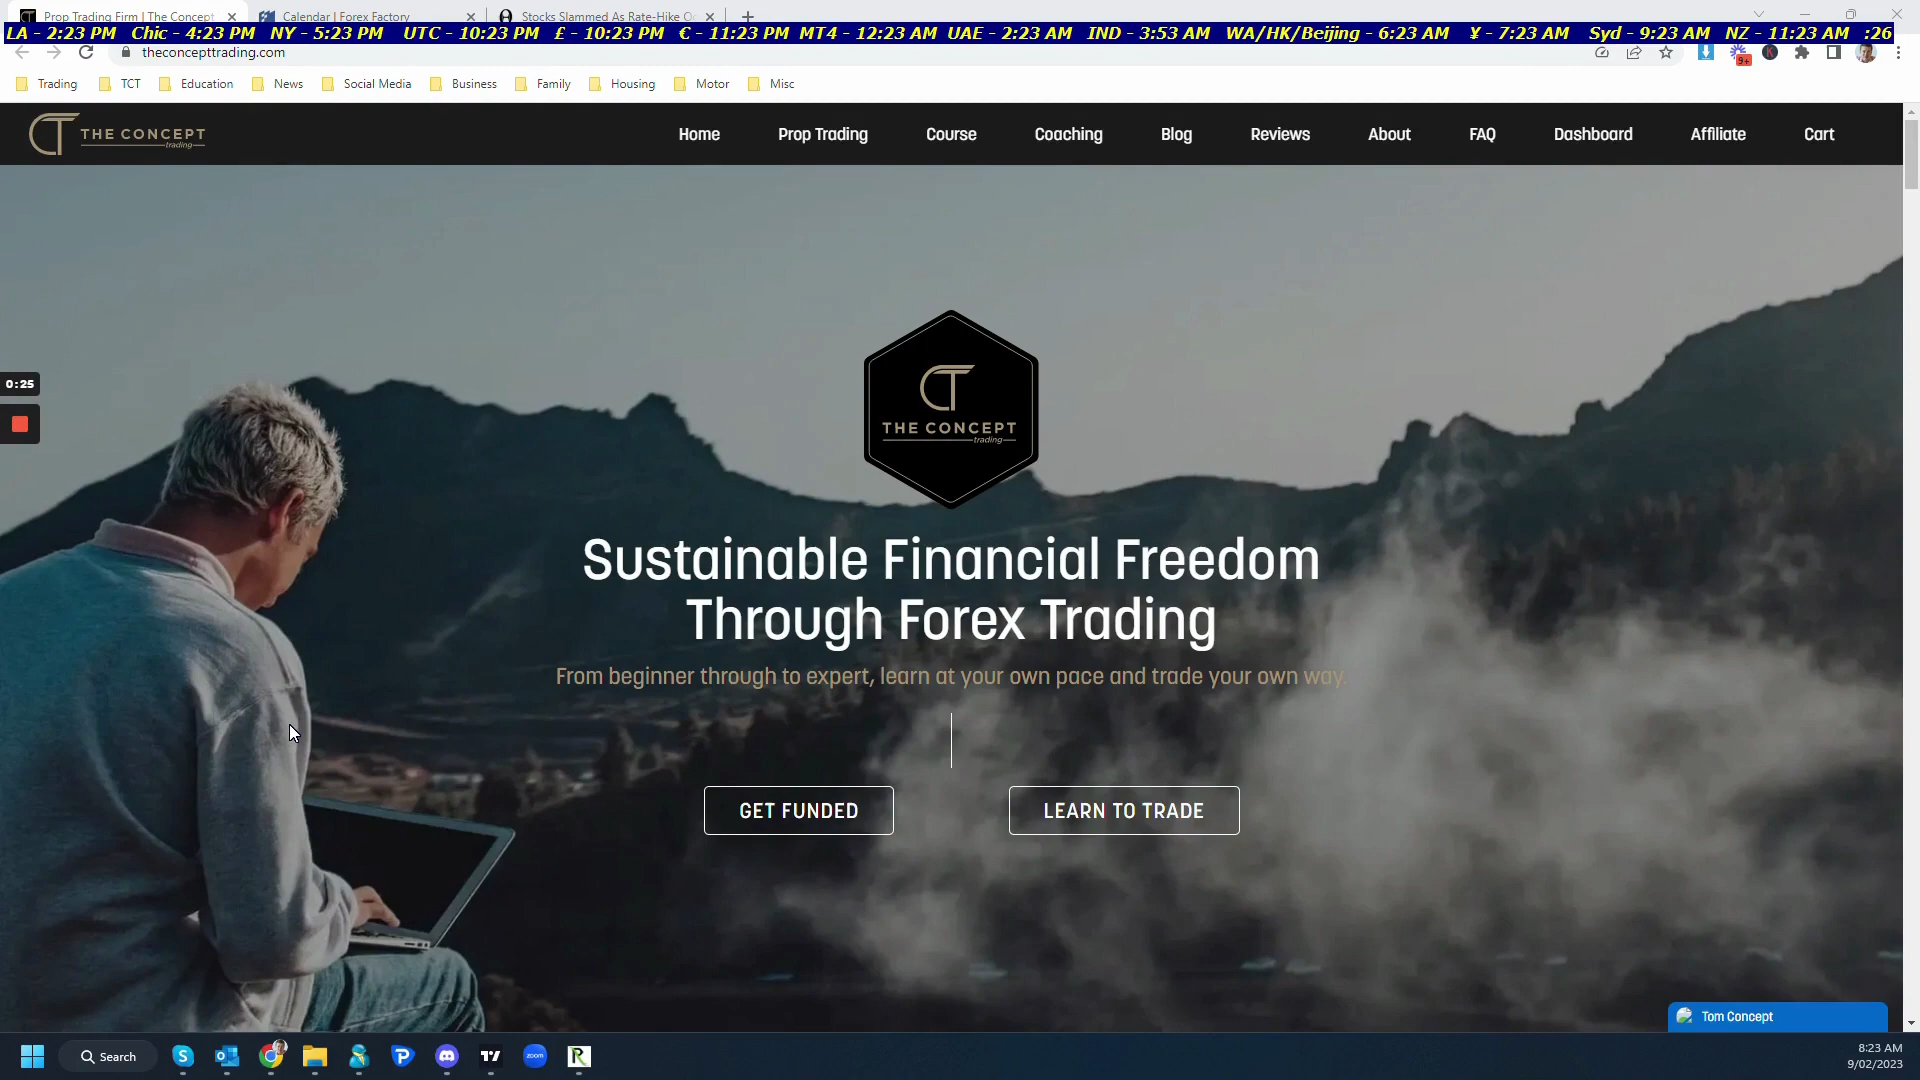 Prop Trading Firm | The Concept
Calendar | Forex Factory
Stocks Slammed As Rate-Hike O
LA - 2:23 PM Chic - 4:23 PM NY - 5:23 PM UTC - 10:23 PM £ - 10:23 PM € - 11:23 PM MT4 - 12:23 AM UAE - 2:23 AM IND - 3:53 AM WA/HK/Beijing - 6:23 AM ¥ - 7:23 AM Syd - 9:23 AM NZ - 11:23 AM :26
theconcepttrading.com
9+
Trading TCT Education News Social Media Business Family Housing Motor Misc
CT THE CONCEPT
trading
Home Prop Trading Course Coaching Blog Reviews About FAQ Dashboard Affiliate Cart
0:25
CT
THE CONCEPT
trading
Sustainable Financial Freedom
Through Forex Trading
From beginner through to expert, learn at your own pace and trade your own way.
GET FUNDED LEARN TO TRADE
Tom Concept
Search
zoom
8:23 AM
9/02/2023